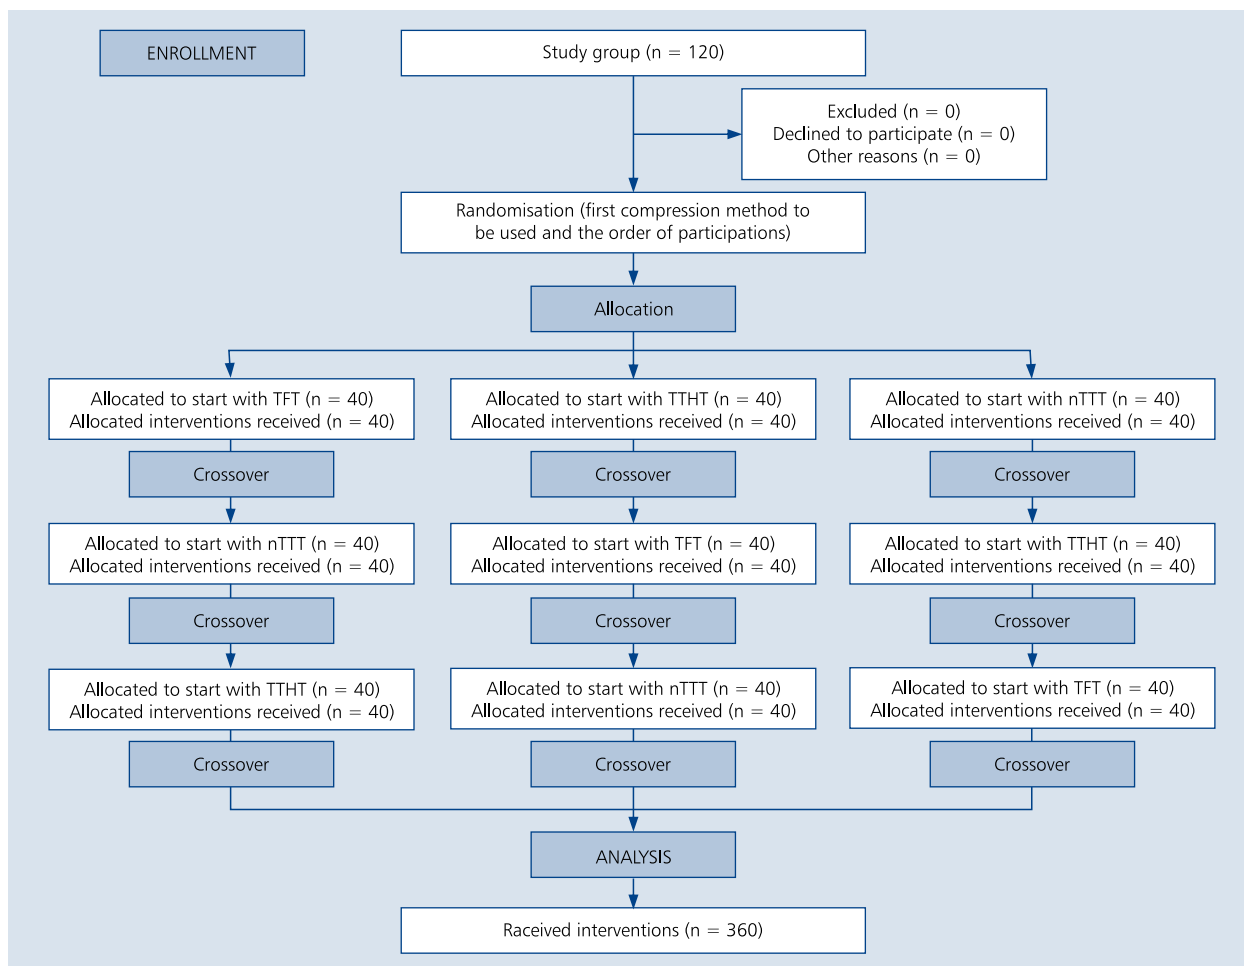 ENROLLMENT
Study group (n = 120)
Excluded (n = 0)
Declined to participate (n = 0)
Other reasons (n = 0)
Randomisation (first compression method to
be used and the order of participations)
Allocation
Allocated to start with TFT (n = 40)
Allocated interventions received (n = 40)
Allocated to start with TTHT (n = 40)
Allocated interventions received (n = 40)
Allocated to start with nTTT (n = 40)
Allocated interventions received (n = 40)
Crossover
Crossover
Crossover
Allocated to start with nTTT (n = 40)
Allocated interventions received (n = 40)
Allocated to start with TFT (n = 40)
Allocated interventions received (n = 40)
Allocated to start with TTHT (n = 40)
Allocated interventions received (n = 40)
Crossover
Crossover
Crossover
Allocated to start with TTHT (n = 40)
Allocated interventions received (n = 40)
Allocated to start with nTTT (n = 40)
Allocated interventions received (n = 40)
Allocated to start with TFT (n = 40)
Allocated interventions received (n = 40)
Crossover
Crossover
Crossover
ANALYSIS
Raceived interventions (n = 360)